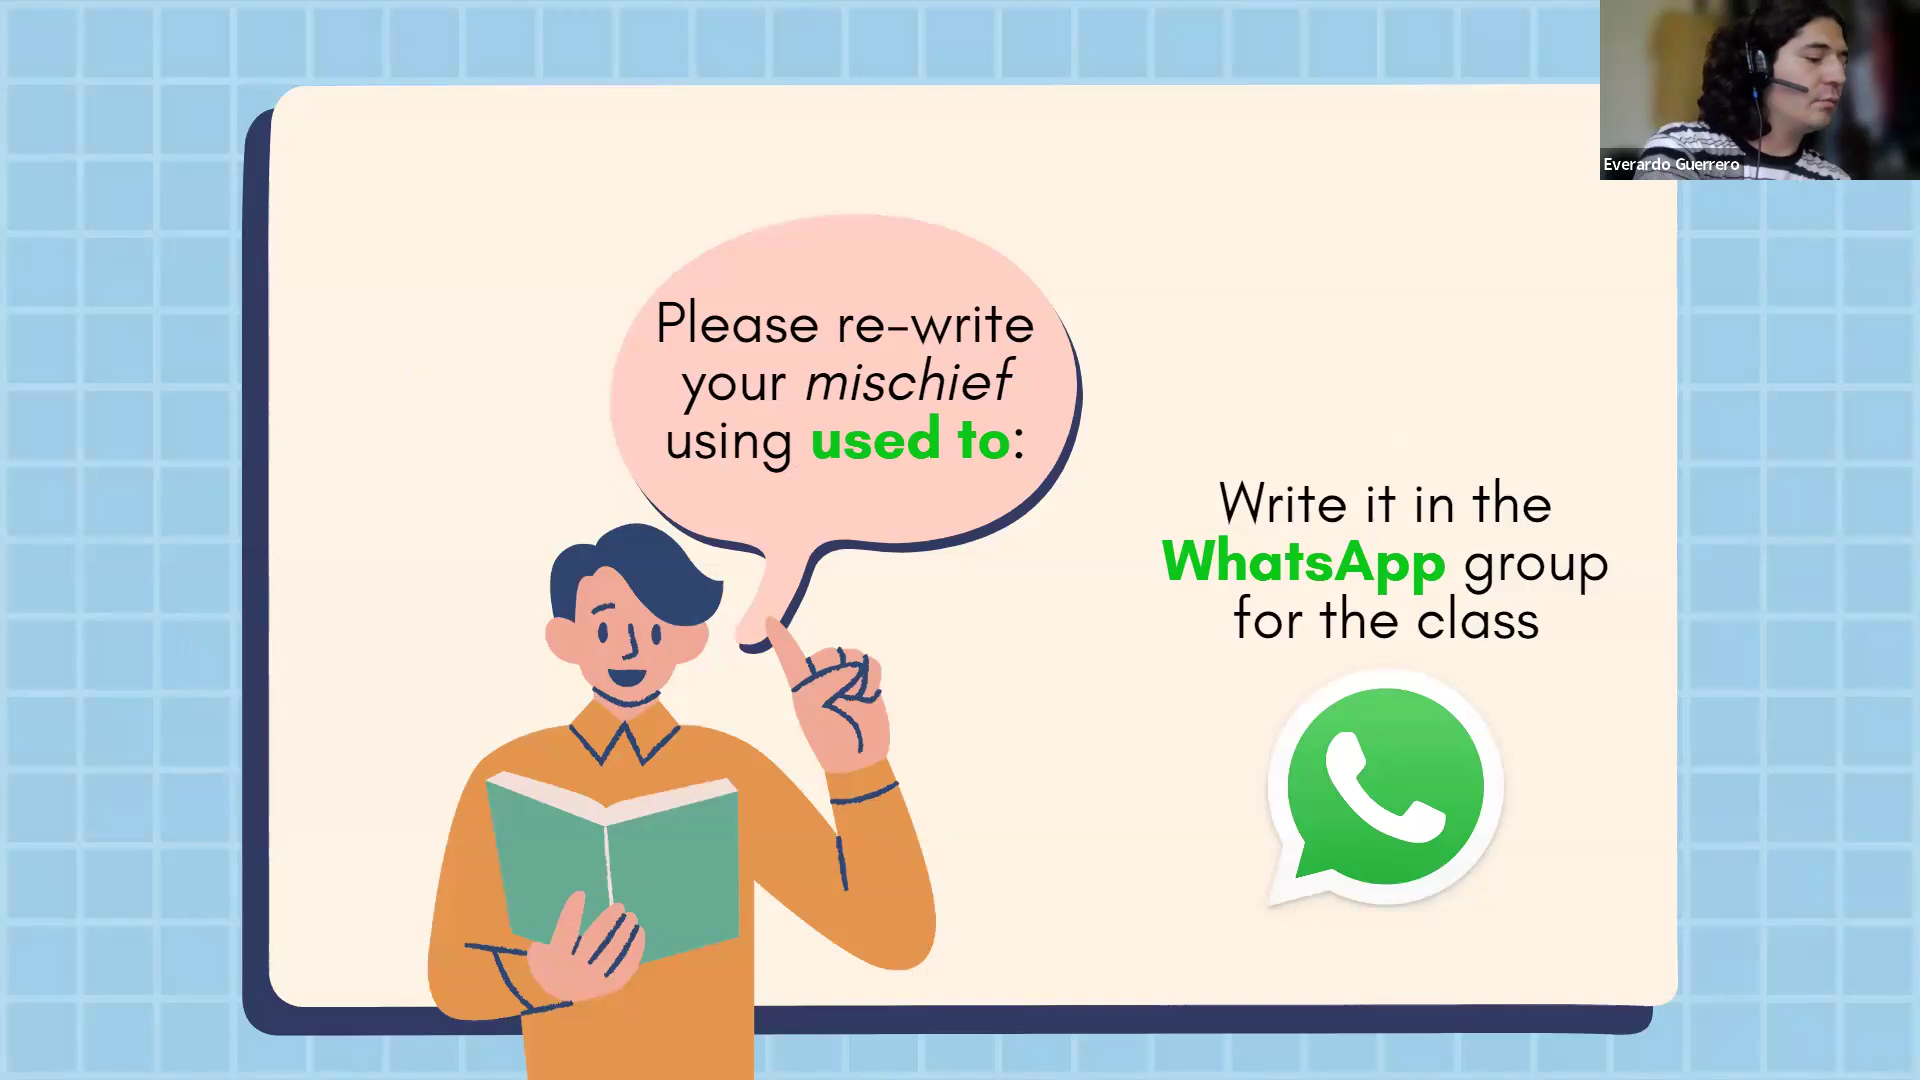 Please re-write
your mischief
using used to:
Write it in the
WhatsApp group
for the class
Everardo Guerrero